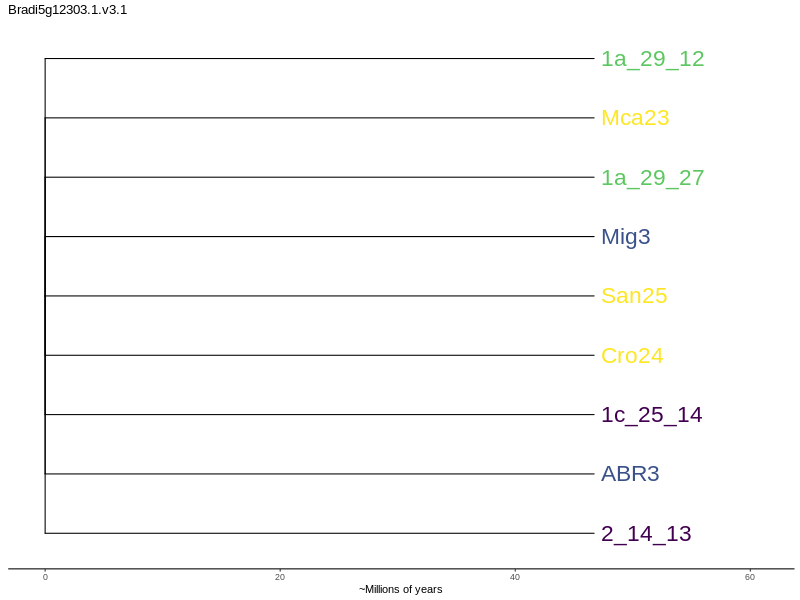 Bradi5g12303.1.v3.1
1a_29_12
Mca23
1a_29_27
Mig3
San25
Cro24
1c_25_14
ABR3
2_14_13
0 20 40 60
~Millions of years